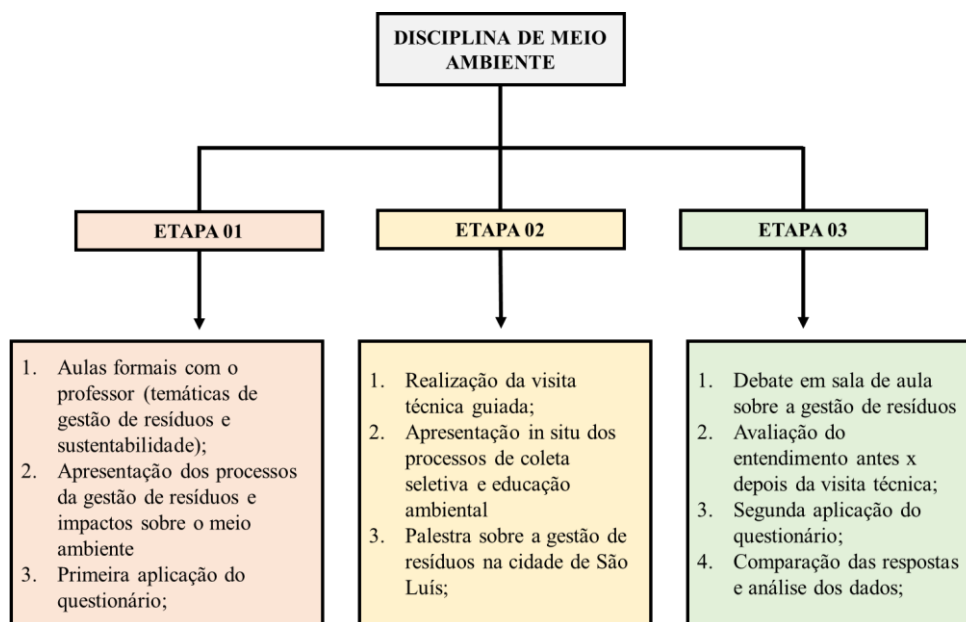 DISCIPLINA DE MEIO
AMBIENTE
ETAPA 01
ETAPA 02
ETAPA 03
1. Aulas formais com o
professor (temáticas de
gestão de resíduos e
sustentabilidade);
2. Apresentação dos processos
da gestão de resíduos e
impactos sobre o meio
ambiente
3. Primeira aplicação do
questionário;
1. Realização da visita
técnica guiada;
2. Apresentação in situ dos
processos de coleta
seletiva e educação
ambiental
3. Palestra sobre a gestão de
resíduos na cidade de São
Luís;
1. Debate em sala de aula
sobre a gestão de resíduos
2. Avaliação do
entendimento antes x
depois da visita técnica;
3. Segunda aplicação do
questionário;
4. Comparação das respostas
e análise dos dados;